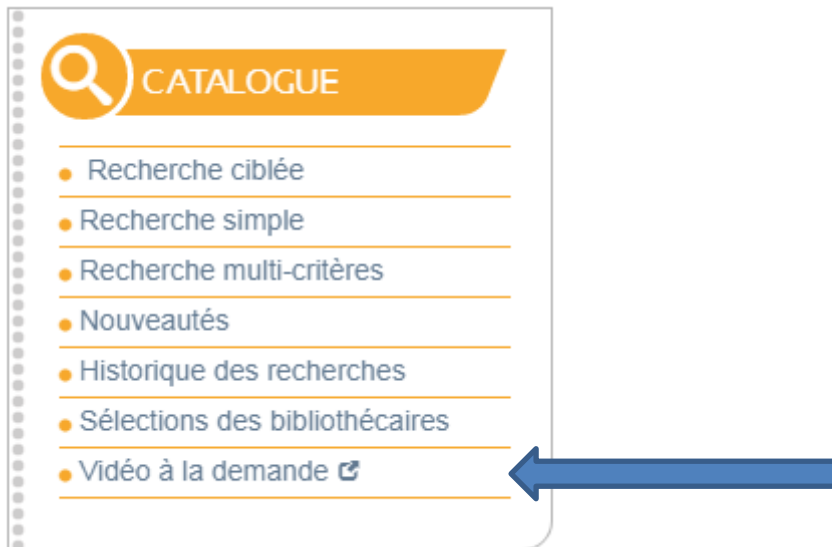 CATALOGUE
Recherche ciblée
Recherche simple
Recherche multi-critères
Nouveautés
Historique des recherches
Sélections des bibliothécaires
Vidéo à la demande